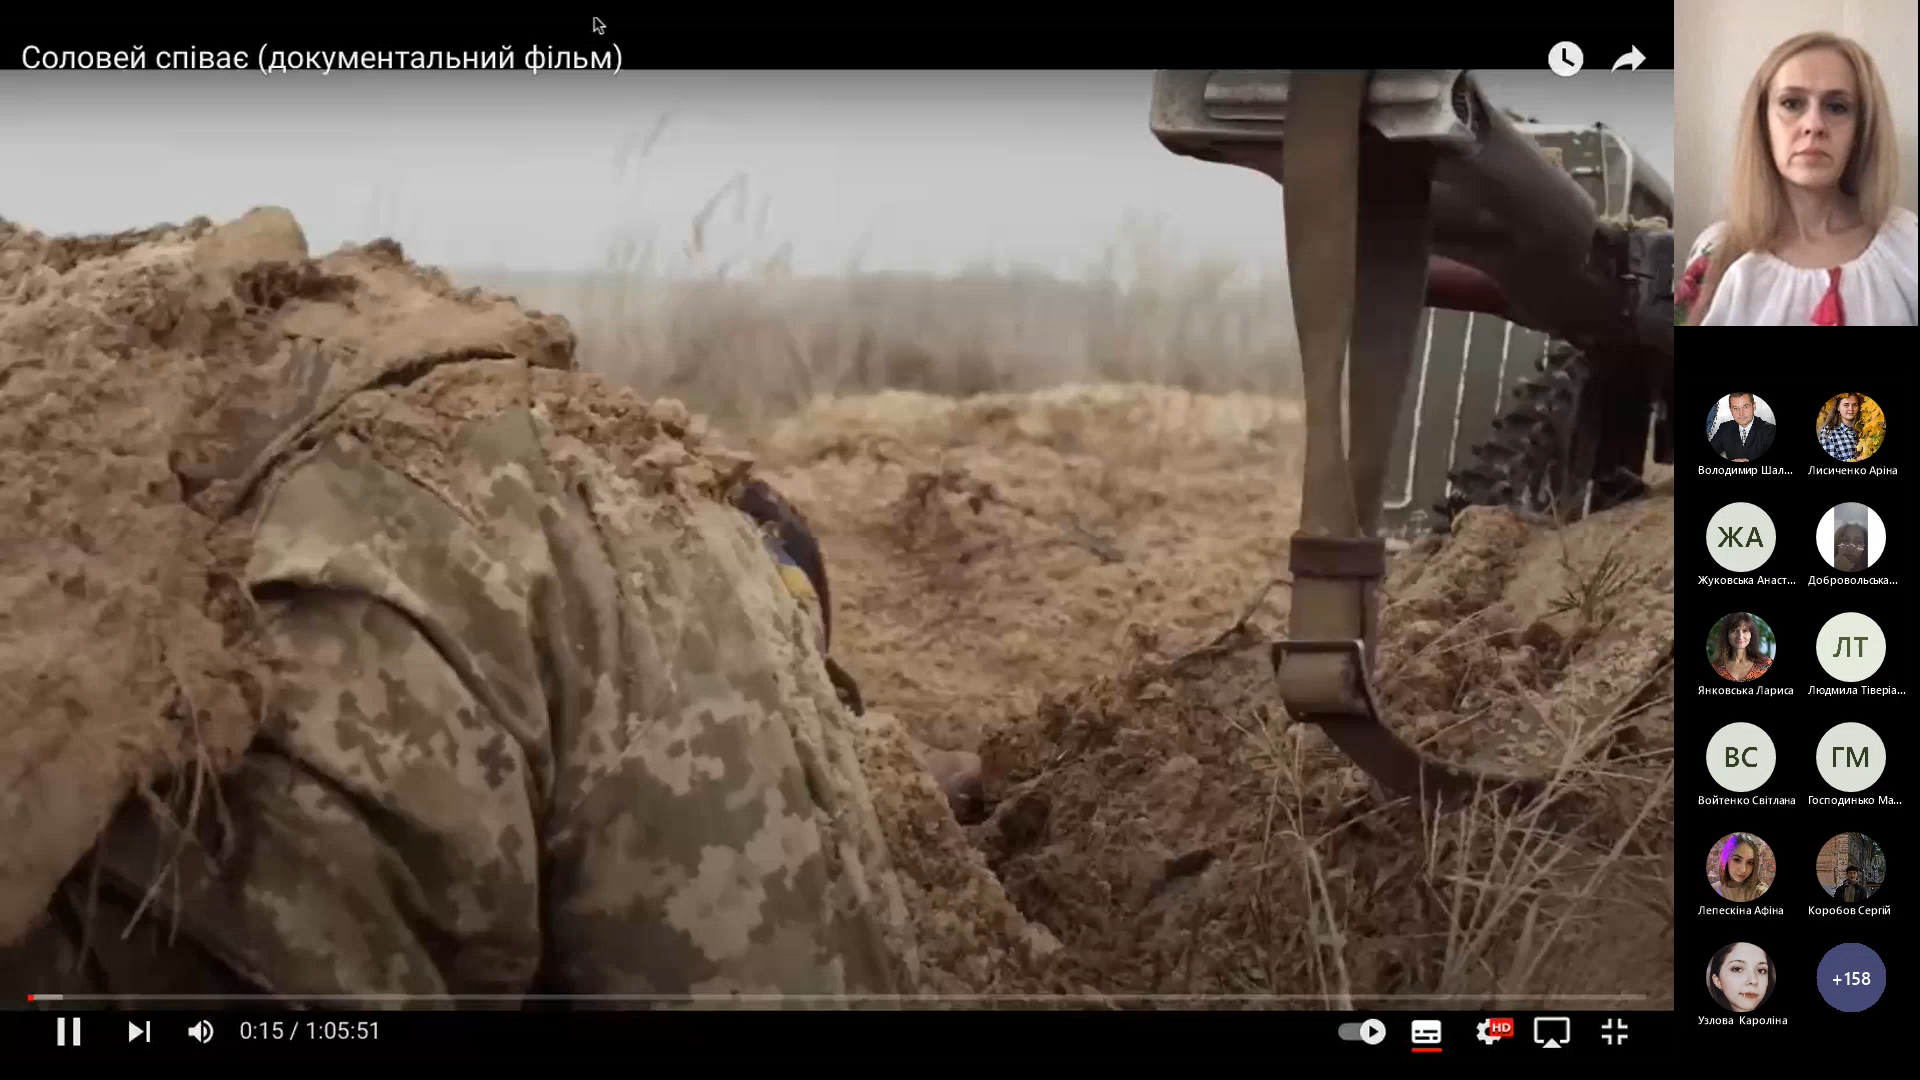 Соловей співає (документальний фільм)
Володимир Шал...
Лисиченко Аріна
ЖА
Жуковська Анаст...
Добровольська...
Янковська Лариса
ЛТ
Людмила Тіверіа...
ВС
Войтенко Світлана
ГМ
Господинько Ма...
Лепескіна Афіна
Коробов Сергій
Узлова Кароліна
+158
0:15 / 1:05:51
HD